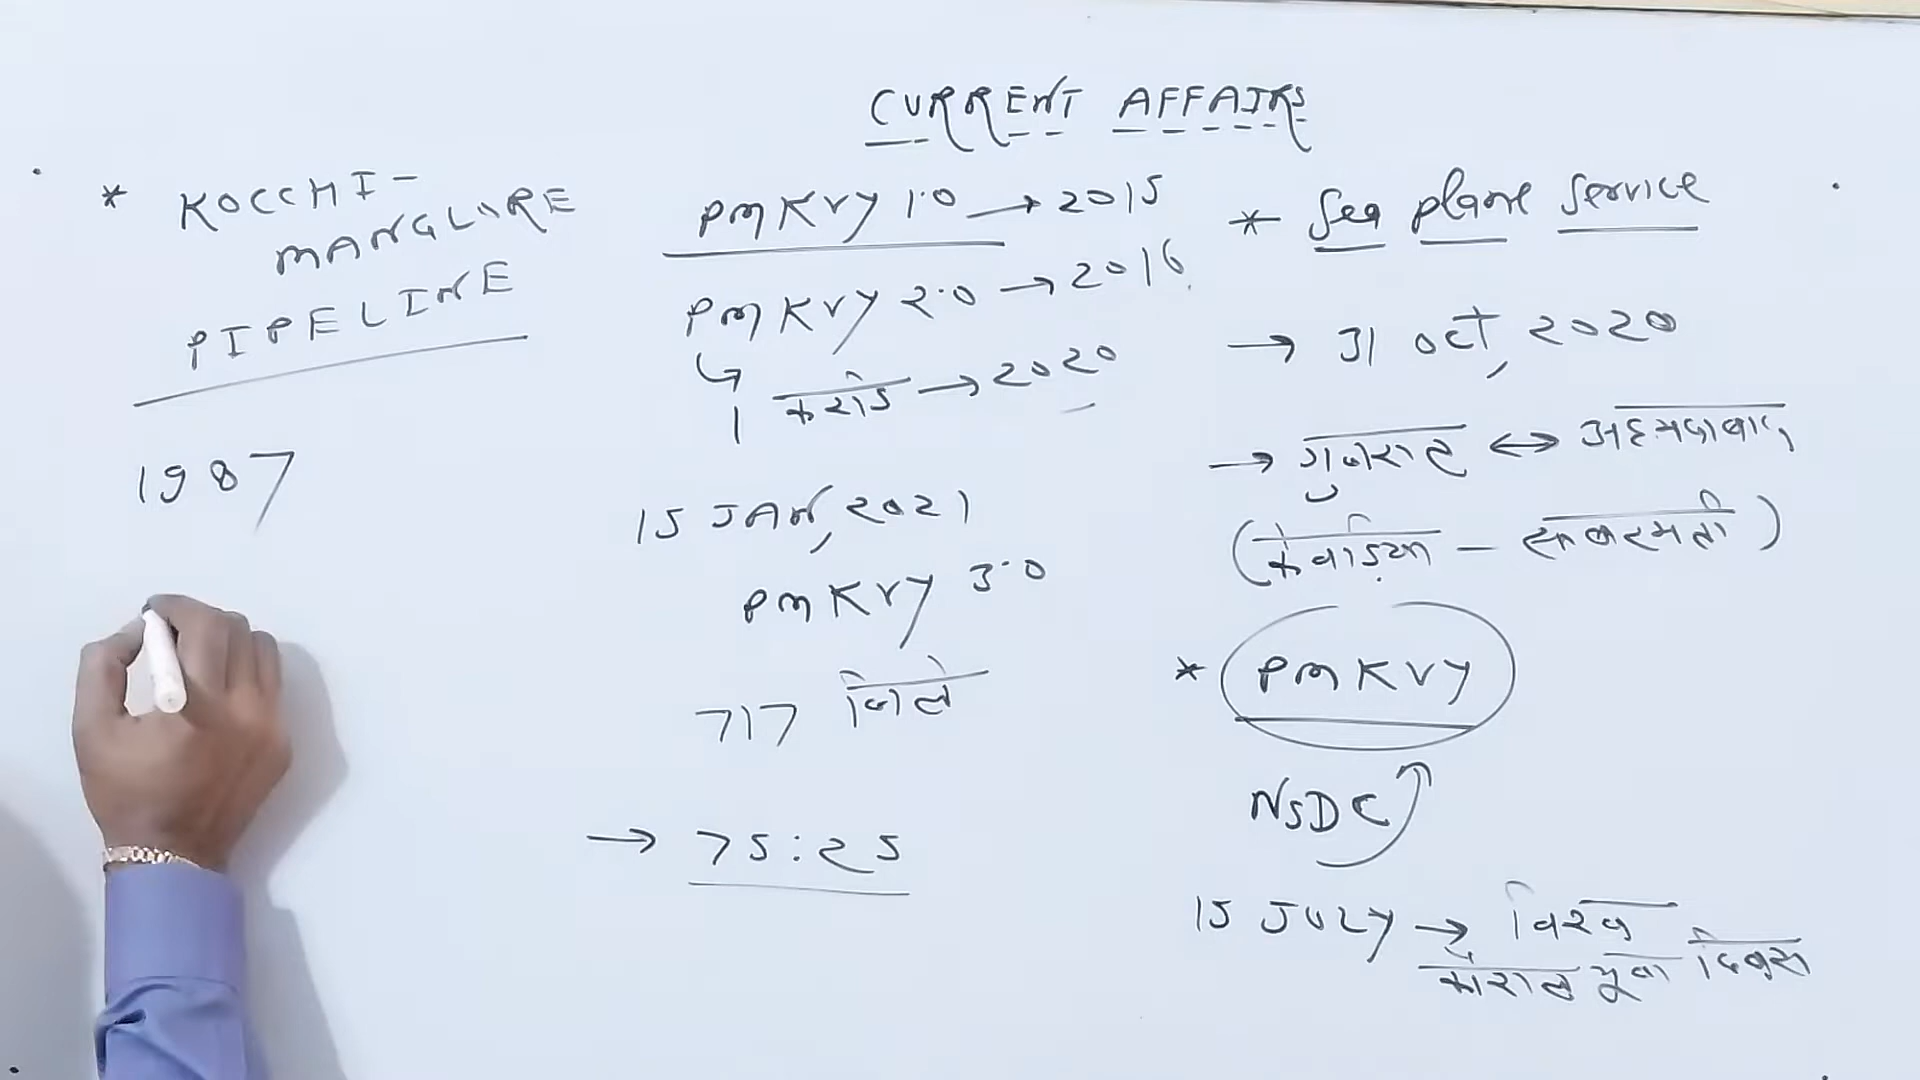 CURRENT AFFAIRS
* KOCCHI -
MANGLORE
PIPELINE
1987
PMKVY 1.0 → 2015
PMKVY 2.0 → 2016
↳ 1 करोड → 2020
15 JAN, 2021
PMKVY 3.0
717 जिले
→ 75:25
* Sea plane Service
→ 31 oct, 2020
→ गुजरात ↔ अहमदाबाद
(केवाडिया - साबरमती)
* PMKVY
NSDC
15 JULY → विश्व
कौशल युवा दिवस